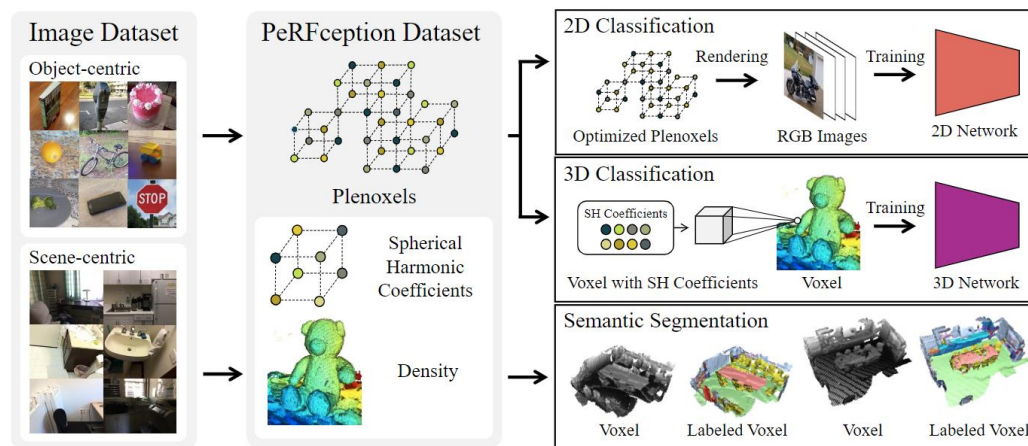 Image Dataset
Object-centric
STOP
Scene-centric
PeRFception Dataset
Plenoxels
Spherical
Harmonic
Coefficients
Density
2D Classification
Rendering
Training
Optimized Plenoxels
RGB Images
2D Network
3D Classification
SH Coefficients
Training
Voxel with SH Coefficients
Voxel
3D Network
Semantic Segmentation
Voxel
Labeled Voxel
Voxel
Labeled Voxel